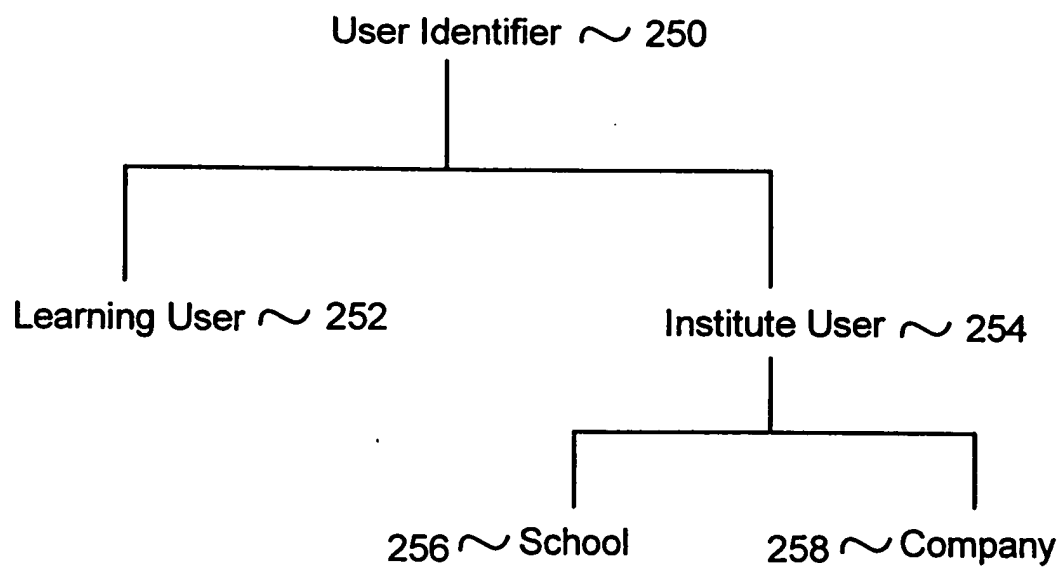 User Identifier ~ 250
Learning User ~ 252
Institute User ~ 254
256 ~ School
258 ~ Company